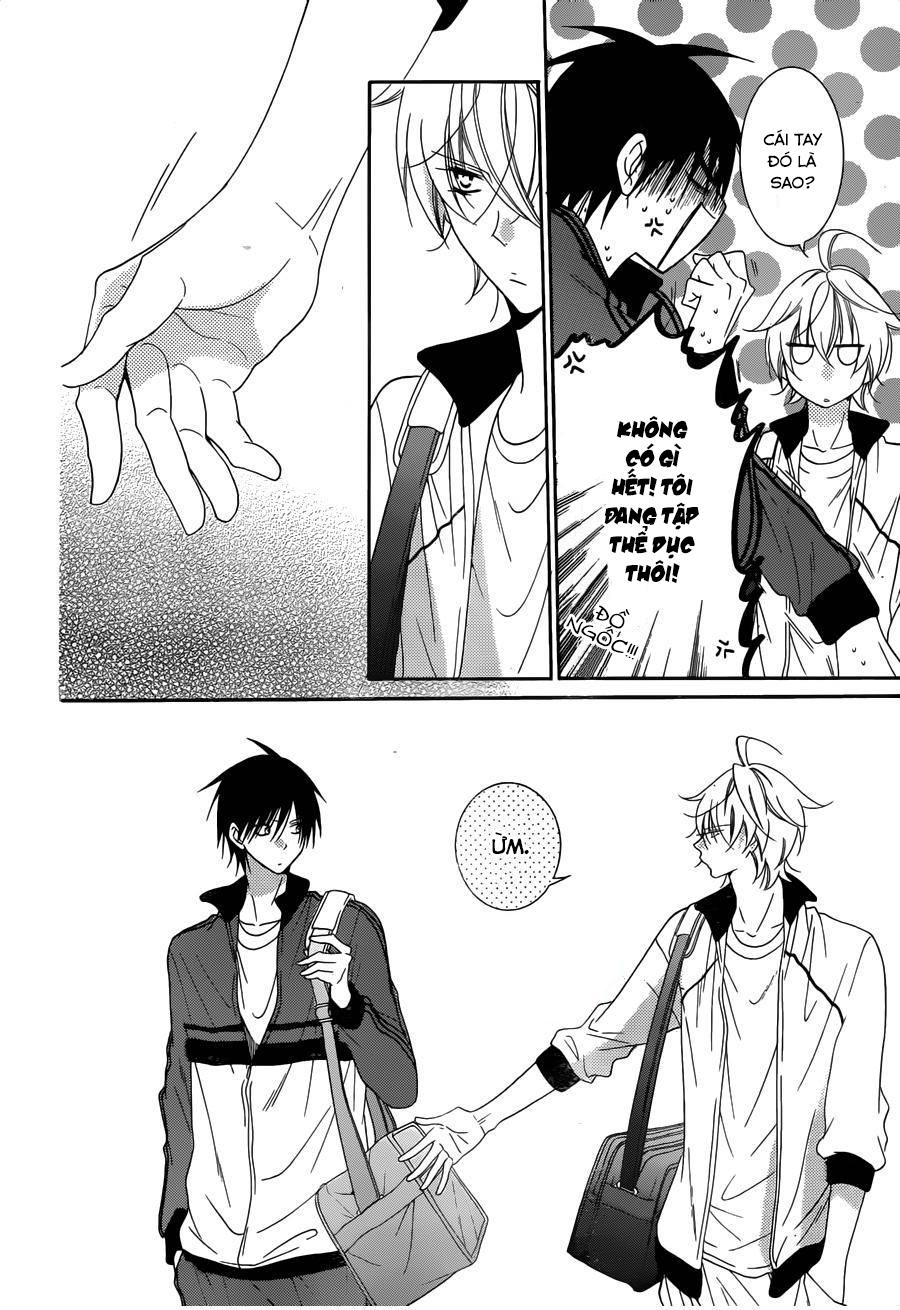 CÁI TAY
ĐÓ LÀ
SAO?
KHÔNG
CÓ GÌ
HẾT! TÔI
ĐANG TẬP
THỂ DỤC
THÔI!
ĐỒ
NGỐC!!!
ỪM.